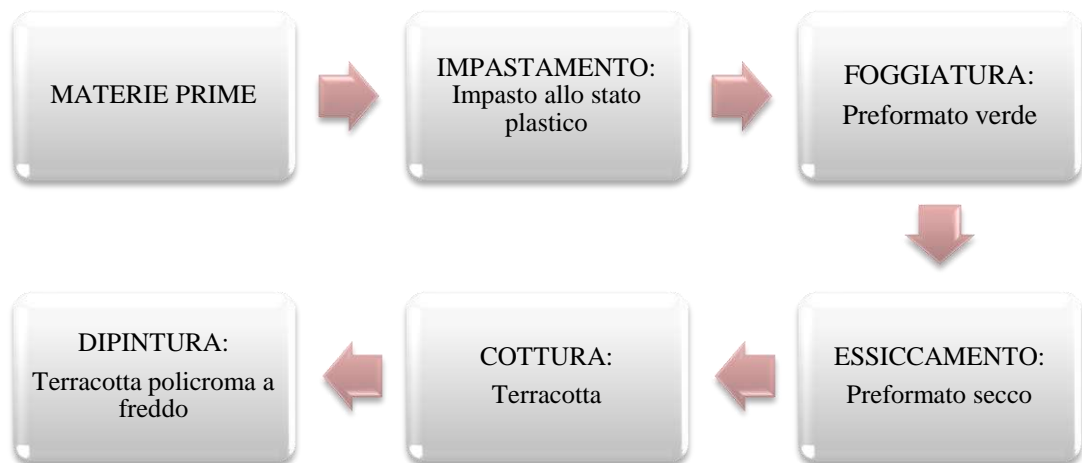 MATERIE PRIME
IMPASTAMENTO:
Impasto allo stato
plastico
FOGGIATURA:
Preformato verde
ESSICCAMENTO:
Preformato secco
COTTURA:
Terracotta
DIPINTURA:
Terracotta policroma a
freddo